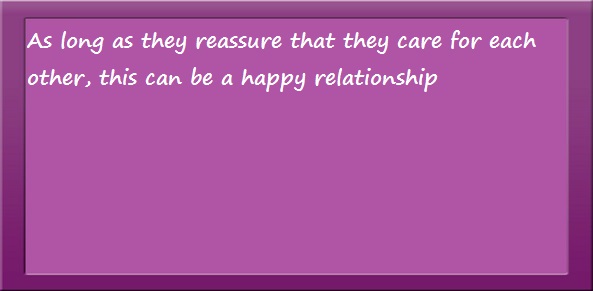 As long as they reassure that they care for each
other, this can be a happy relationship